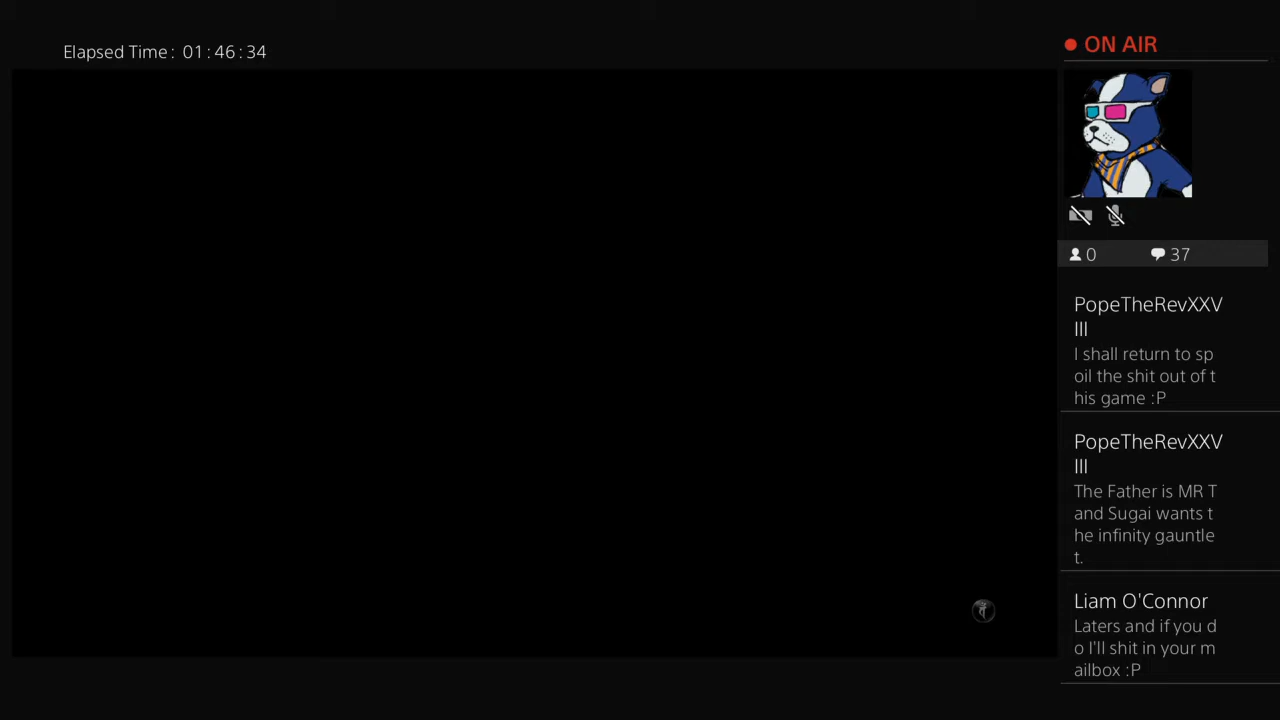 Elapsed Time: 01:46:34
ON AIR
0 37
PopeTheRevXXV
III
I shall return to sp
oil the shit out of t
his game :P
PopeTheRevXXV
III
The Father is MR T
and Sugai wants t
he infinity gauntle
t.
Liam O'Connor
Laters and if you d
o I'll shit in your m
ailbox :P